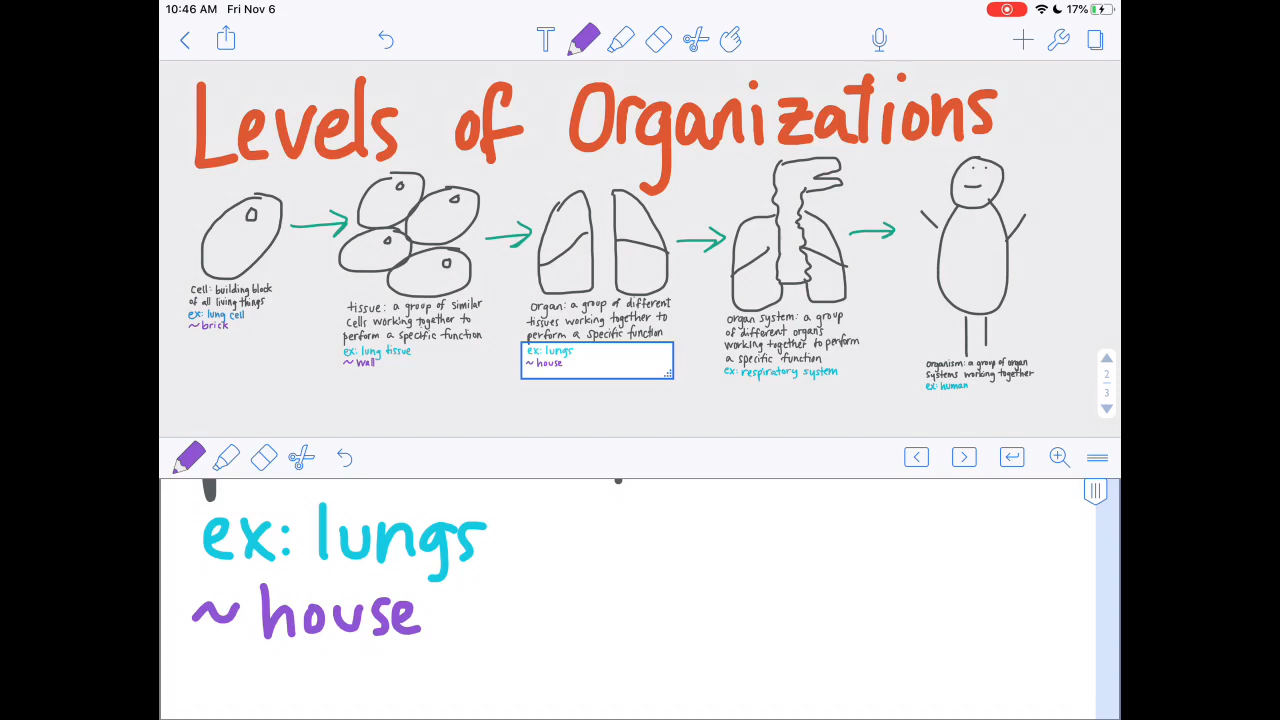 10:46 AM Fri Nov 6
17%
T
Levels of Organizations
cell: building block
of all living things
ex: lung cell
~ brick
tissue: a group of similar
cells working together to
perform a specific function
ex: lung tissue
~ wall
organ: a group of different
tissues working together to
perform a specific function
ex: lungs
~ house
organ system: a group
of different organs
working together to perform
a specific function
ex: respiratory system
organism: a group of organ
systems working together
ex: human
2
3
ex: lungs
~ house